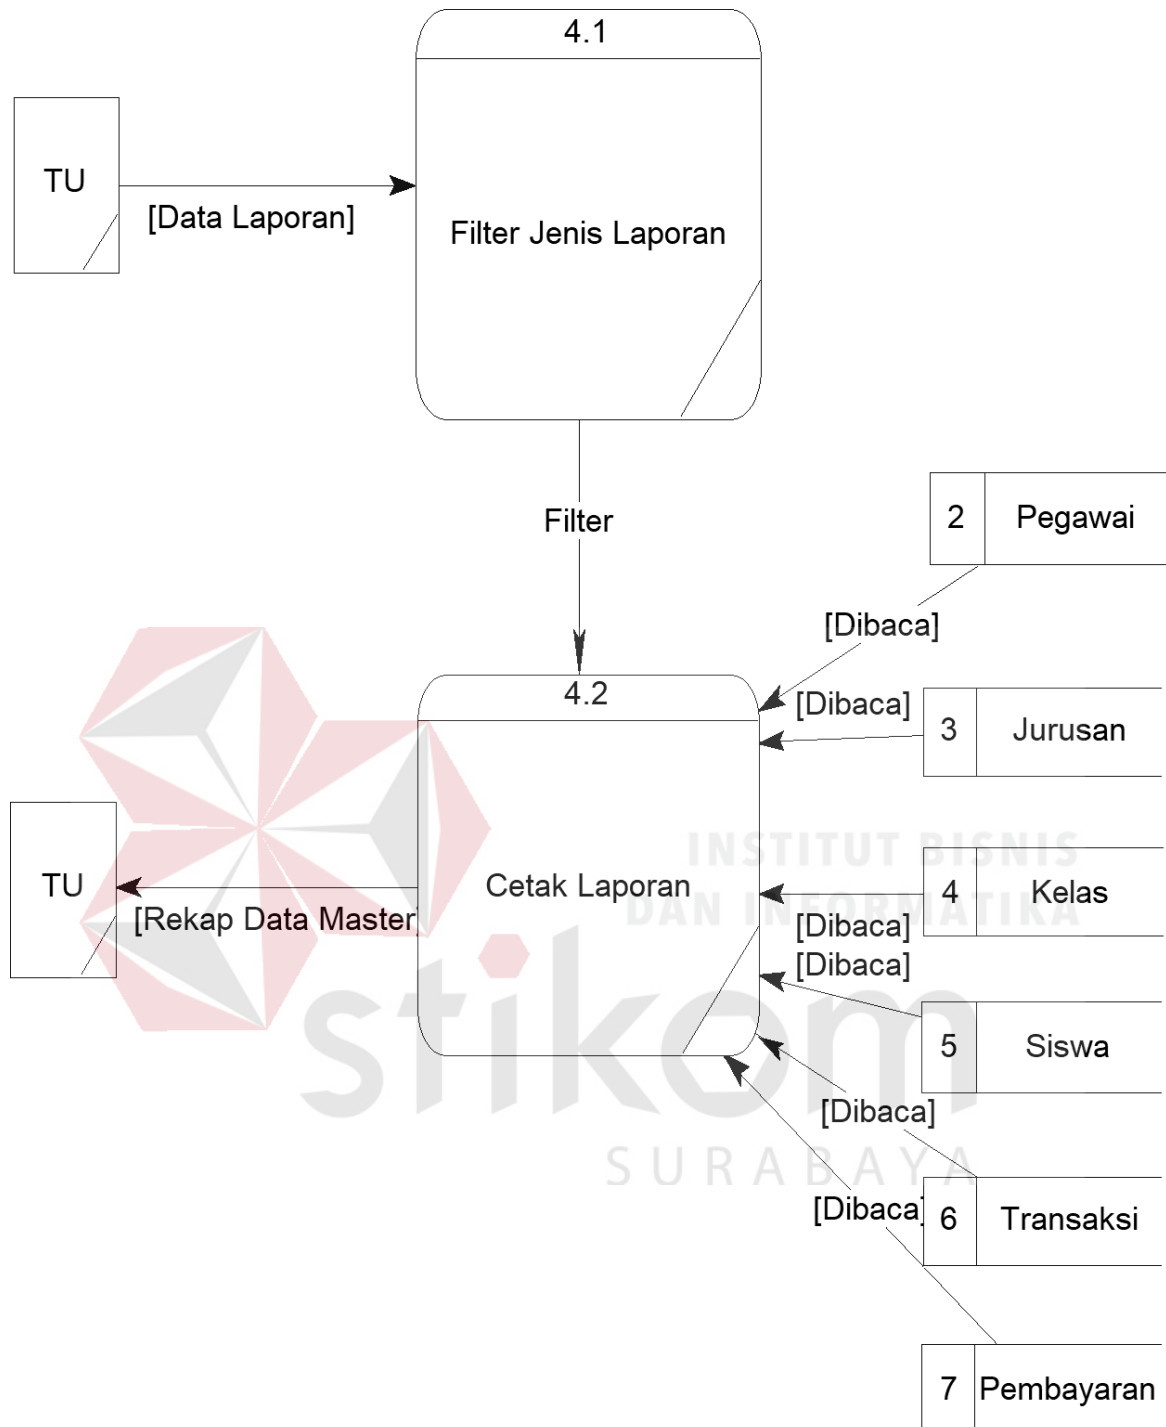 4.1
TU
[Data Laporan]
Filter Jenis Laporan
Filter
2 Pegawai
[Dibaca]
4.2
[Dibaca]
3 Jurusan
INSTITUT BISNIS
DAN INFORMATIKA
TU
[Rekap Data Master
Cetak Laporan
4 Kelas
[Dibaca]
[Dibaca]
5 Siswa
stikom
SURABAYA
[Dibaca]
6 Transaksi
[Dibaca]
7 Pembayaran